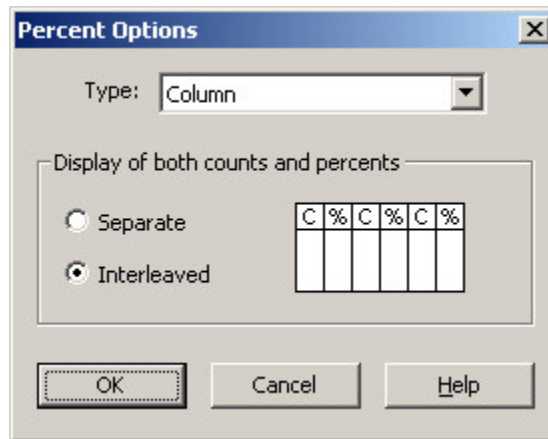 Percent Options
Type: Column
Display of both counts and percents
Separate
C % C % C %
Interleaved
OK Cancel Help